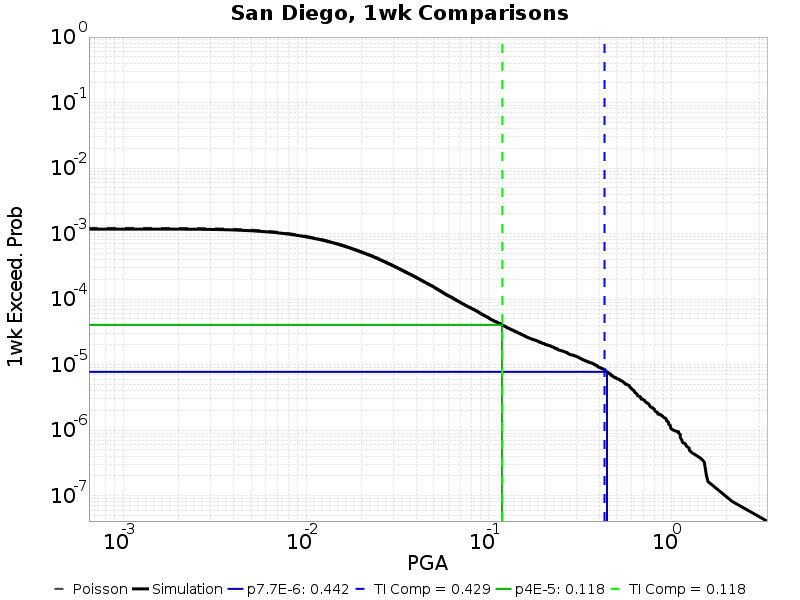 San Diego, 1wk Comparisons
10^0
10^-1
10^-2
10^-3
10^-4
10^-5
10^-6
10^-7
1wk Exceed. Prob
10^-3 10^-2 10^-1 10^0
PGA
Poisson Simulation p7.7E-6: 0.442 TI Comp = 0.429 p4E-5: 0.118 TI Comp = 0.118